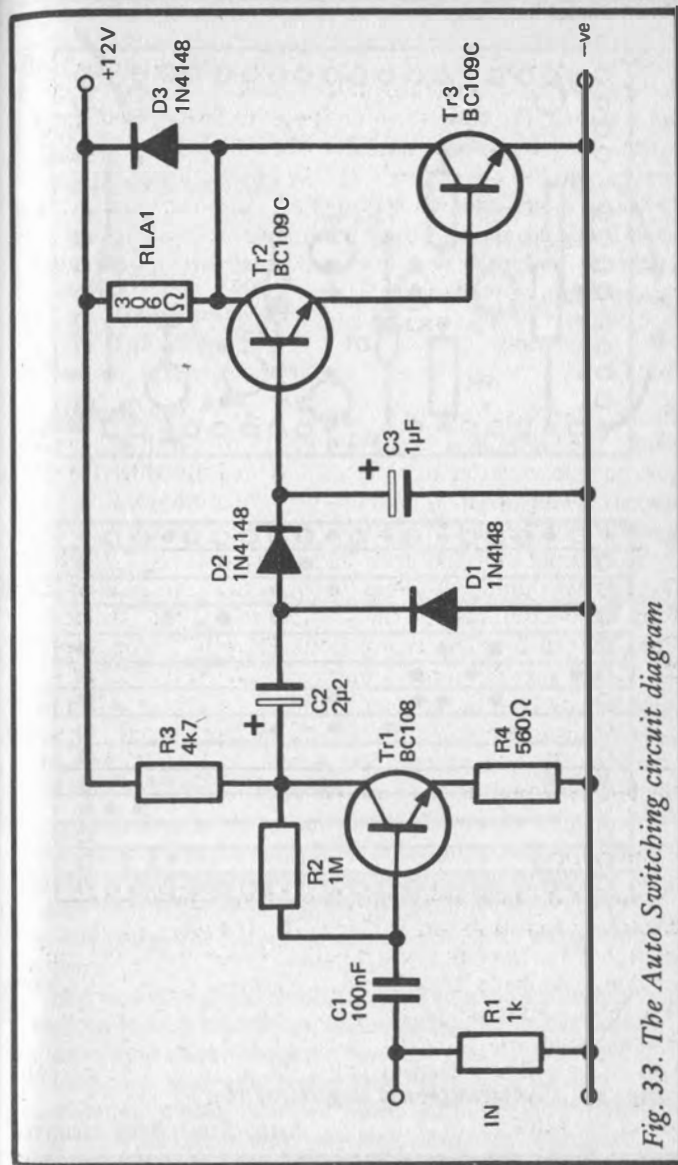 +12V
D3
1N4148
RLA1
306Ω
Tr2
BC109C
Tr3
BC109C
R3
4k7
D2
1N4148
+
C2
2µ2
+
C3
1µF
R2
1M
Tr1
BC108
D1
1N4148
C1
100nF
R4
560Ω
IN
R1
1k
–ve
Fig. 33 The Auto Switching circuit diagram